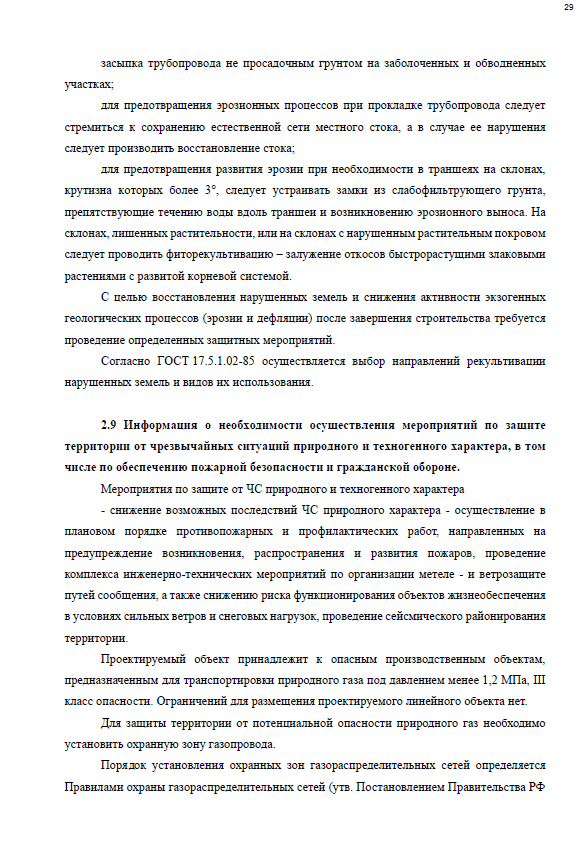 29
засыпка трубопровода не просадочным грунтом на заболоченных и обводненных
участках;
для предотвращения эрозионных процессов при прокладке трубопровода следует
стремиться к сохранению естественной сети местного стока, а в случае ее нарушения
следует производить восстановление стока;
для предотвращения развития эрозии при необходимости в траншеях на склонах,
крутизна которых более 3°, следует устраивать замки из слабофильтрующего грунта,
препятствующие течению воды вдоль траншеи и возникновению эрозионного выноса. На
склонах, лишенных растительности, или на склонах с нарушенным растительным покровом
следует проводить фиторекультивацию – залужение откосов быстрорастущими злаковыми
растениями с развитой корневой системой.
С целью восстановления нарушенных земель и снижения активности экзогенных
геологических процессов (эрозии и дефляции) после завершения строительства требуется
проведение определенных защитных мероприятий.
Согласно ГОСТ 17.5.1.02-85 осуществляется выбор направлений рекультивации
нарушенных земель и видов их использования.
2.9 Информация о необходимости осуществления мероприятий по защите
территории от чрезвычайных ситуаций природного и техногенного характера, в том
числе по обеспечению пожарной безопасности и гражданской обороне.
Мероприятия по защите от ЧС природного и техногенного характера
- снижение возможных последствий ЧС природного характера - осуществление в
плановом порядке противопожарных и профилактических работ, направленных на
предупреждение возникновения, распространения и развития пожаров, проведение
комплекса инженерно-технических мероприятий по организации метеле - и ветрозащите
путей сообщения, а также снижению риска функционирования объектов жизнеобеспечения
в условиях сильных ветров и снеговых нагрузок, проведение сейсмического районирования
территории.
Проектируемый объект принадлежит к опасным производственным объектам,
предназначенным для транспортировки природного газа под давлением менее 1,2 МПа, III
класс опасности. Ограничений для размещения проектируемого линейного объекта нет.
Для защиты территории от потенциальной опасности природного газ необходимо
установить охранную зону газопровода.
Порядок установления охранных зон газораспределительных сетей определяется
Правилами охраны газораспределительных сетей (утв. Постановлением Правительства РФ